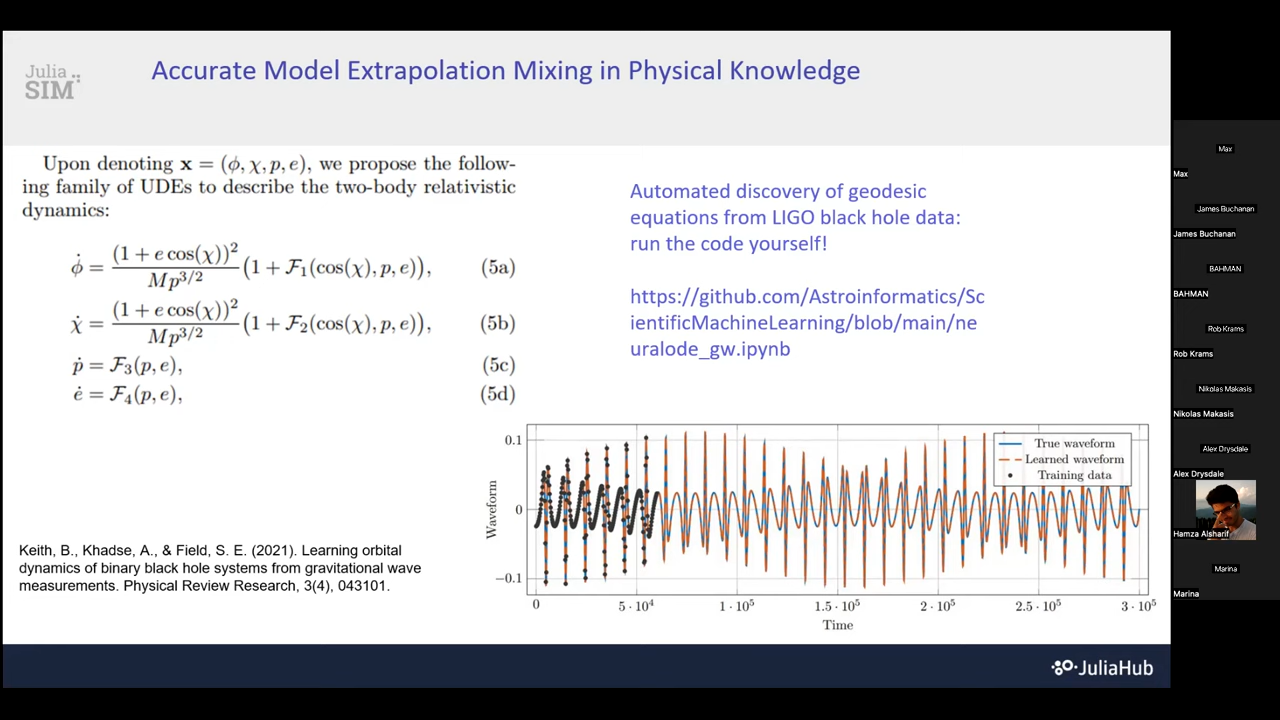 Julia
SIM
Accurate Model Extrapolation Mixing in Physical Knowledge
Upon denoting x = (ϕ, χ, p, e), we propose the follow-
ing family of UDEs to describe the two-body relativistic
dynamics:
ϕ̇ = (1 + e cos(χ))² / Mp^{3/2} (1 + ℱ₁(cos(χ), p, e)), (5a)
χ̇ = (1 + e cos(χ))² / Mp^{3/2} (1 + ℱ₂(cos(χ), p, e)), (5b)
ṗ = ℱ₃(p, e), (5c)
ė = ℱ₄(p, e), (5d)
Automated discovery of geodesic
equations from LIGO black hole data:
run the code yourself!
https://github.com/Astroinformatics/Sc
ientificMachineLearning/blob/main/ne
uralode_gw.ipynb
Keith, B., Khadse, A., & Field, S. E. (2021). Learning orbital
dynamics of binary black hole systems from gravitational wave
measurements. Physical Review Research, 3(4), 043101.
Waveform
0.1
0
−0.1
True waveform
Learned waveform
Training data
0 5·10⁴ 1·10⁵ 1.5·10⁵ 2·10⁵ 2.5·10⁵ 3·10⁵
Time
JuliaHub
Max
Max
James Buchanan
James Buchanan
BAHMAN
BAHMAN
Rob Krams
Rob Krams
Nikolas Makasis
Nikolas Makasis
Alex Drysdale
Alex Drysdale
Hamza Alsharif
Marina
Marina